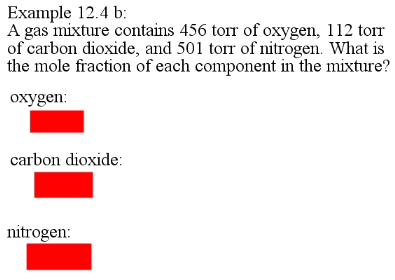 Example 12.4 b:
A gas mixture contains 456 torr of oxygen, 112 torr
of carbon dioxide, and 501 torr of nitrogen. What is
the mole fraction of each component in the mixture?
oxygen:
carbon dioxide:
nitrogen: